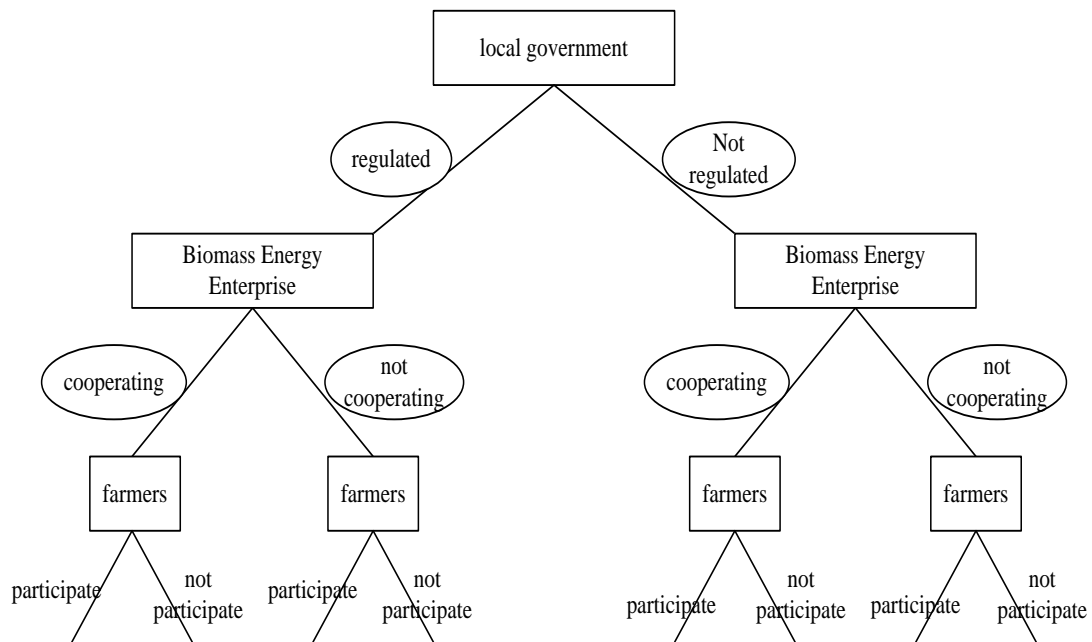 local government
regulated
Not
regulated
Biomass Energy
Enterprise
Biomass Energy
Enterprise
cooperating
not
cooperating
cooperating
not
cooperating
farmers
farmers
farmers
farmers
participate
not
participate
participate
not
participate
participate
not
participate
participate
not
participate